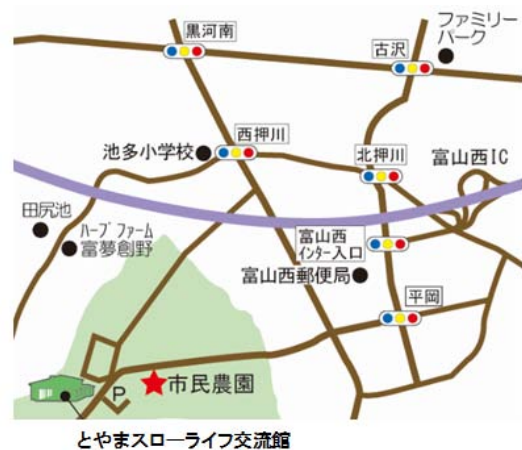 ファミリー
パーク
黒河南
古沢
池多小学校
西押川
北押川
富山西IC
田尻池
ハーブファーム
富夢創野
富山西
インター入口
富山西郵便局
平岡
P
市民農園
とやまスローライフ交流館